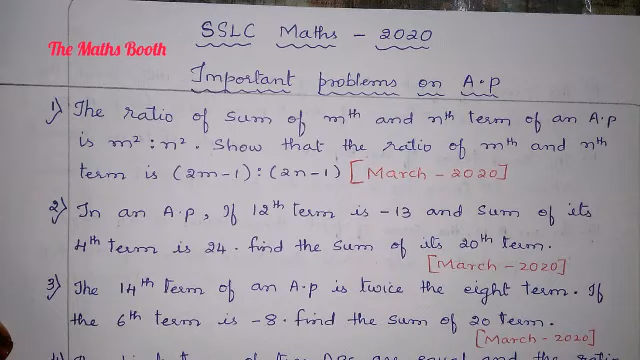 SSLC Maths - 2020
The Maths Booth
Important problems on A.P
1) The ratio of sum of mth and nth term of an A.P
is m² : n². Show that the ratio of mth and nth
term is (2m-1) : (2n-1) [March - 2020]
2) In an A.P, If 12th term is -13 and sum of its
4th term is 24. find the sum of its 20th term.
[March - 2020]
3) The 14th term of an A.P is twice the eight term. If
the 6th term is -8. find the sum of 20 term.
[March - 2020]
are equal and the